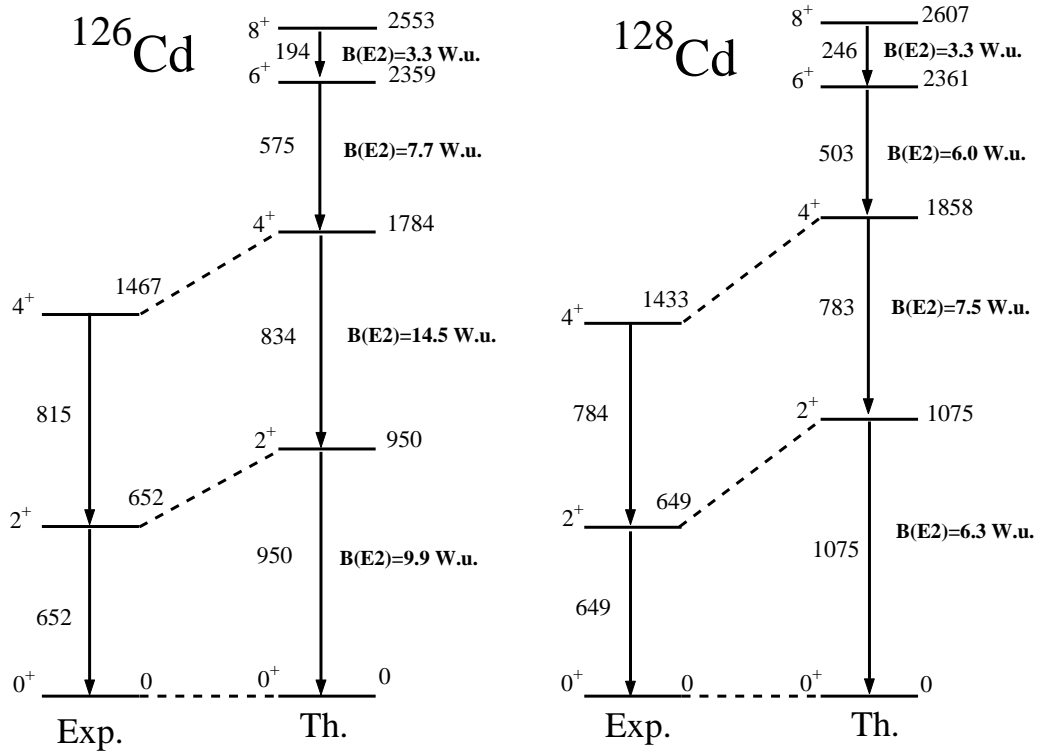 ¹²⁶Cd
8⁺ 2553
194 B(E2)=3.3 W.u.
6⁺ 2359
575 B(E2)=7.7 W.u.
4⁺ 1784
1467
4⁺
834 B(E2)=14.5 W.u.
815
2⁺ 950
652
2⁺
950 B(E2)=9.9 W.u.
652
0⁺ 0 0⁺ 0
Exp. Th.
¹²⁸Cd
8⁺ 2607
246 B(E2)=3.3 W.u.
6⁺ 2361
503 B(E2)=6.0 W.u.
4⁺ 1858
1433
4⁺
783 B(E2)=7.5 W.u.
784
2⁺ 1075
649
2⁺
1075 B(E2)=6.3 W.u.
649
0⁺ 0 0⁺ 0
Exp. Th.